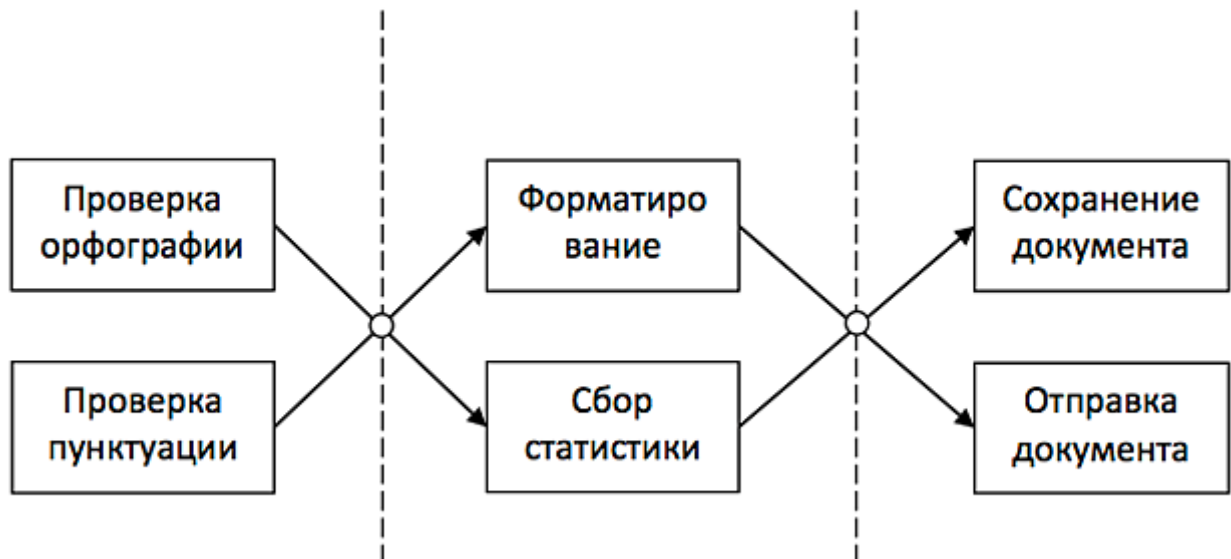 Проверка
орфографии
Форматиро
вание
Сохранение
документа
Проверка
пунктуации
Сбор
статистики
Отправка
документа